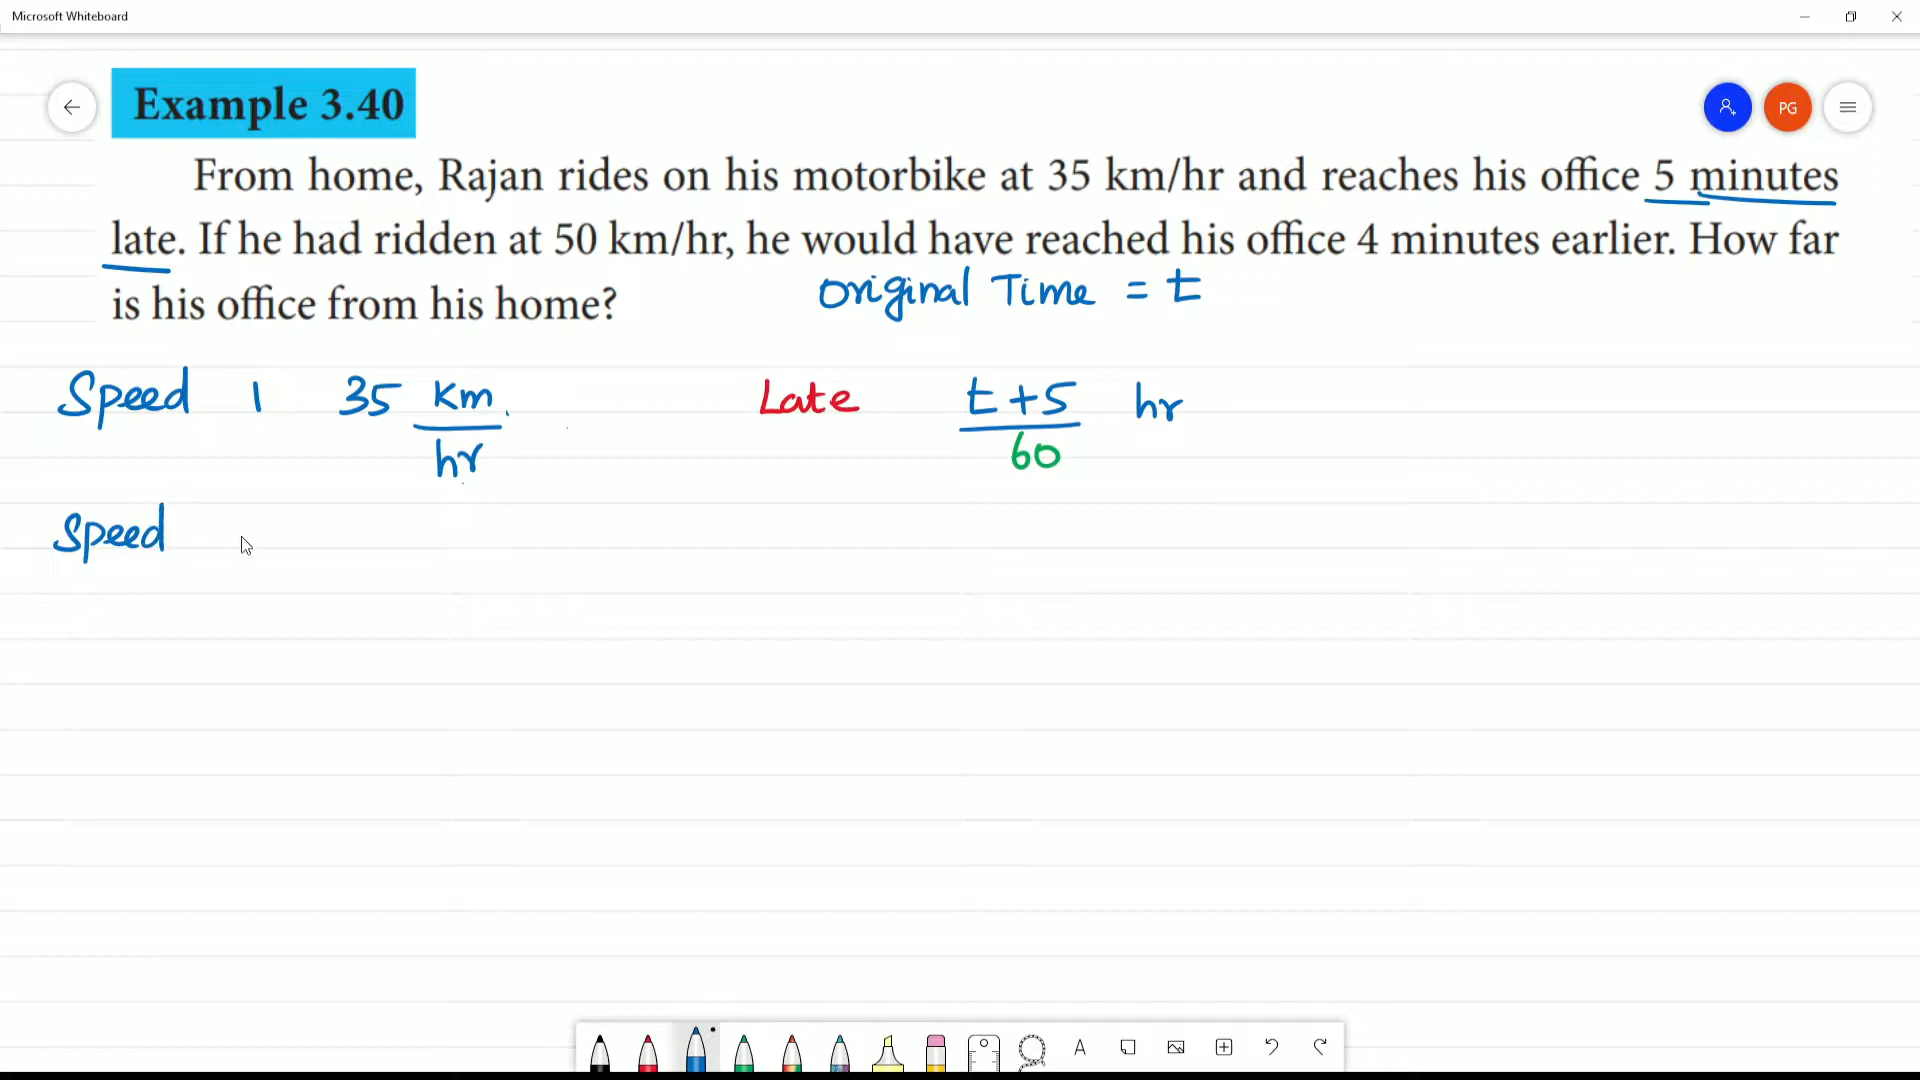 Microsoft Whiteboard
Example 3.40
PG
From home, Rajan rides on his motorbike at 35 km/hr and reaches his office 5 minutes
late. If he had ridden at 50 km/hr, he would have reached his office 4 minutes earlier. How far
is his office from his home?
Original Time = t
Speed 1 35 Km Late t+5 hr
hr 60
Speed
A